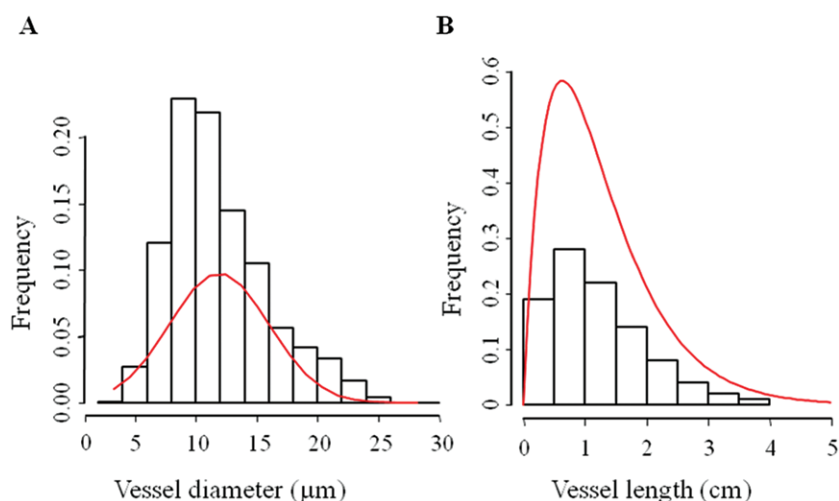 A
B
Frequency
0.00 0.05 0.10 0.15 0.20
0 5 10 15 20 25 30
Vessel diameter (µm)
Frequency
0 0.1 0.2 0.3 0.4 0.5 0.6
0 1 2 3 4 5
Vessel length (cm)